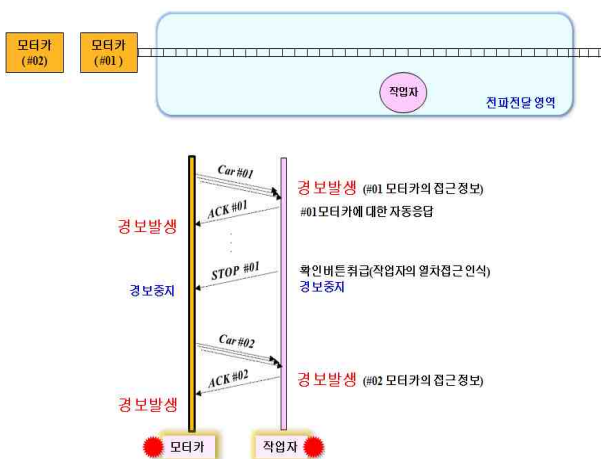 모터카
(#02)
모터카
(#01)
작업자
전파전달 영역
Car #01
경보발생 (#01 모터카의 접근정보)
ACK #01
#01모터카에 대한 자동응답
경보발생
STOP #01
확인버튼취급(작업자의 열차접근 인식)
경보중지
경보중지
Car #02
경보발생 (#02 모터카의 접근정보)
ACK #02
경보발생
모터카
작업자